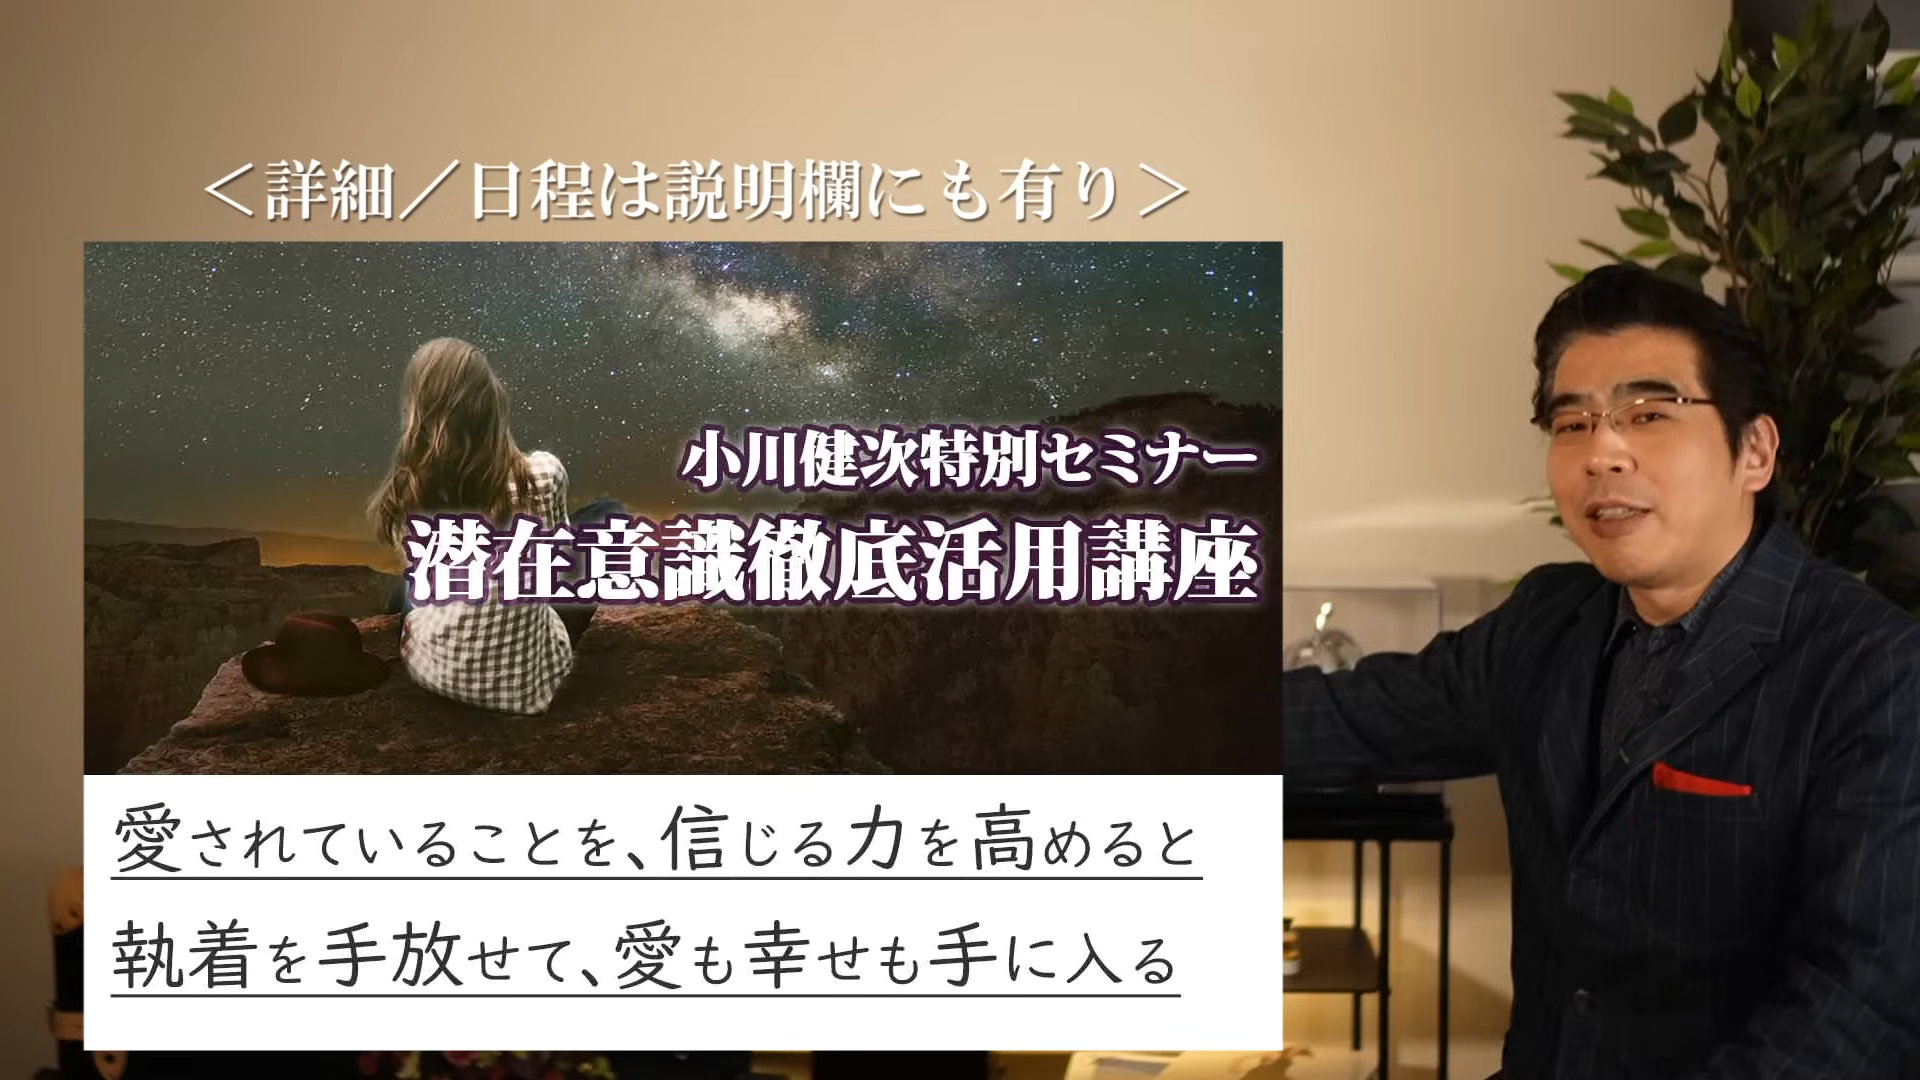 ＜詳細／日程は説明欄にも有り＞
小川健次特別セミナー
潜在意識徹底活用講座
愛されていることを、信じる力を高めると
執着を手放せて、愛も幸せも手に入る